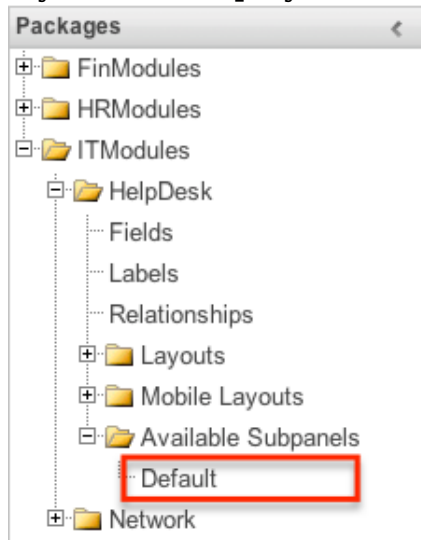 Packages
FinModules
HRModules
ITModules
HelpDesk
Fields
Labels
Relationships
Layouts
Mobile Layouts
Available Subpanels
Default
Network